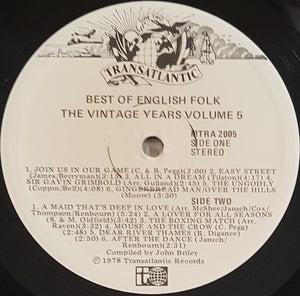 TRANSATLANTIC
BEST OF ENGLISH FOLK
THE VINTAGE YEARS VOLUME 5
MTRA 2005
SIDE ONE
STEREO
1. JOIN US IN OUR GAME (C. & B. Pegg)(3:00) 2. EASY STREET
(James/Berryman)(3:13) 3. ALL IN A DREAM (Tilston)(4:17) 4.
SIR GAVIN GRIMBOLD (Arr. Gulland)(2:45) 5. THE UNGODLY
(Coppin/Bell)(4:08) 6. GINGERBREAD MAN/OVER THE HILLS
(Moore)(3:30)
SIDE TWO
1. A MAID THAT'S DEEP IN LOVE (Arr. McShee/Jansch/Cox/
Thompson/Renbourn)(5:24) 2. A LOVER FOR ALL SEASONS
(S. & M. Oldfield)(3:42) 3. THE BOXING MATCH (Arr.
Raven)(3:32) 4. MOUSE AND THE CROW (C. Pegg)
(2:48) 5. DEAR RIVER THAMES (R. Digance)
(2:50) 6. AFTER THE DANCE (Jansch/
Renbourn)(2:31)
Compiled by John Briley
℗ 1978 Transatlantic Records